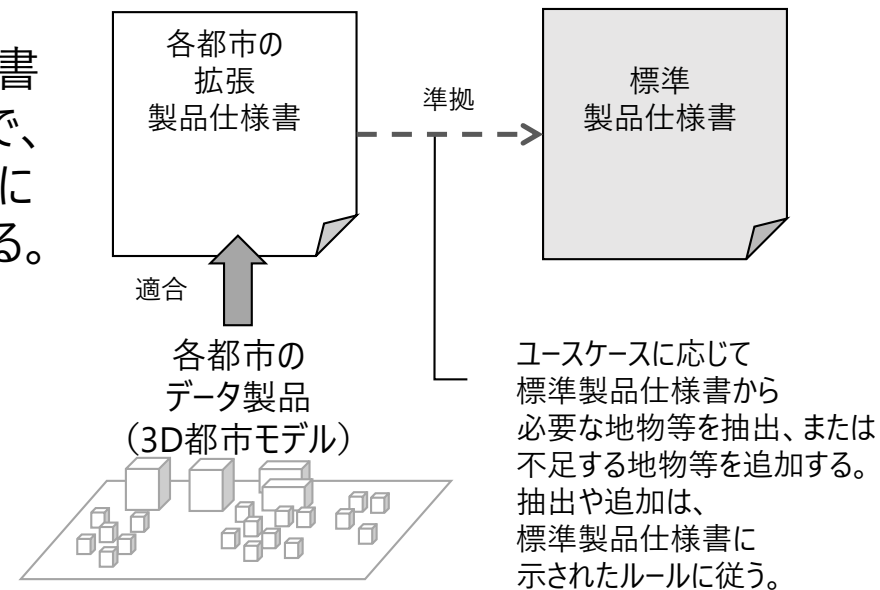 書
で、
に
る。
各都市の
拡張
製品仕様書
準拠
標準
製品仕様書
適合
各都市の
データ製品
（3D都市モデル）
ユースケースに応じて
標準製品仕様書から
必要な地物等を抽出、または
不足する地物等を追加する。
抽出や追加は、
標準製品仕様書に
示されたルールに従う。